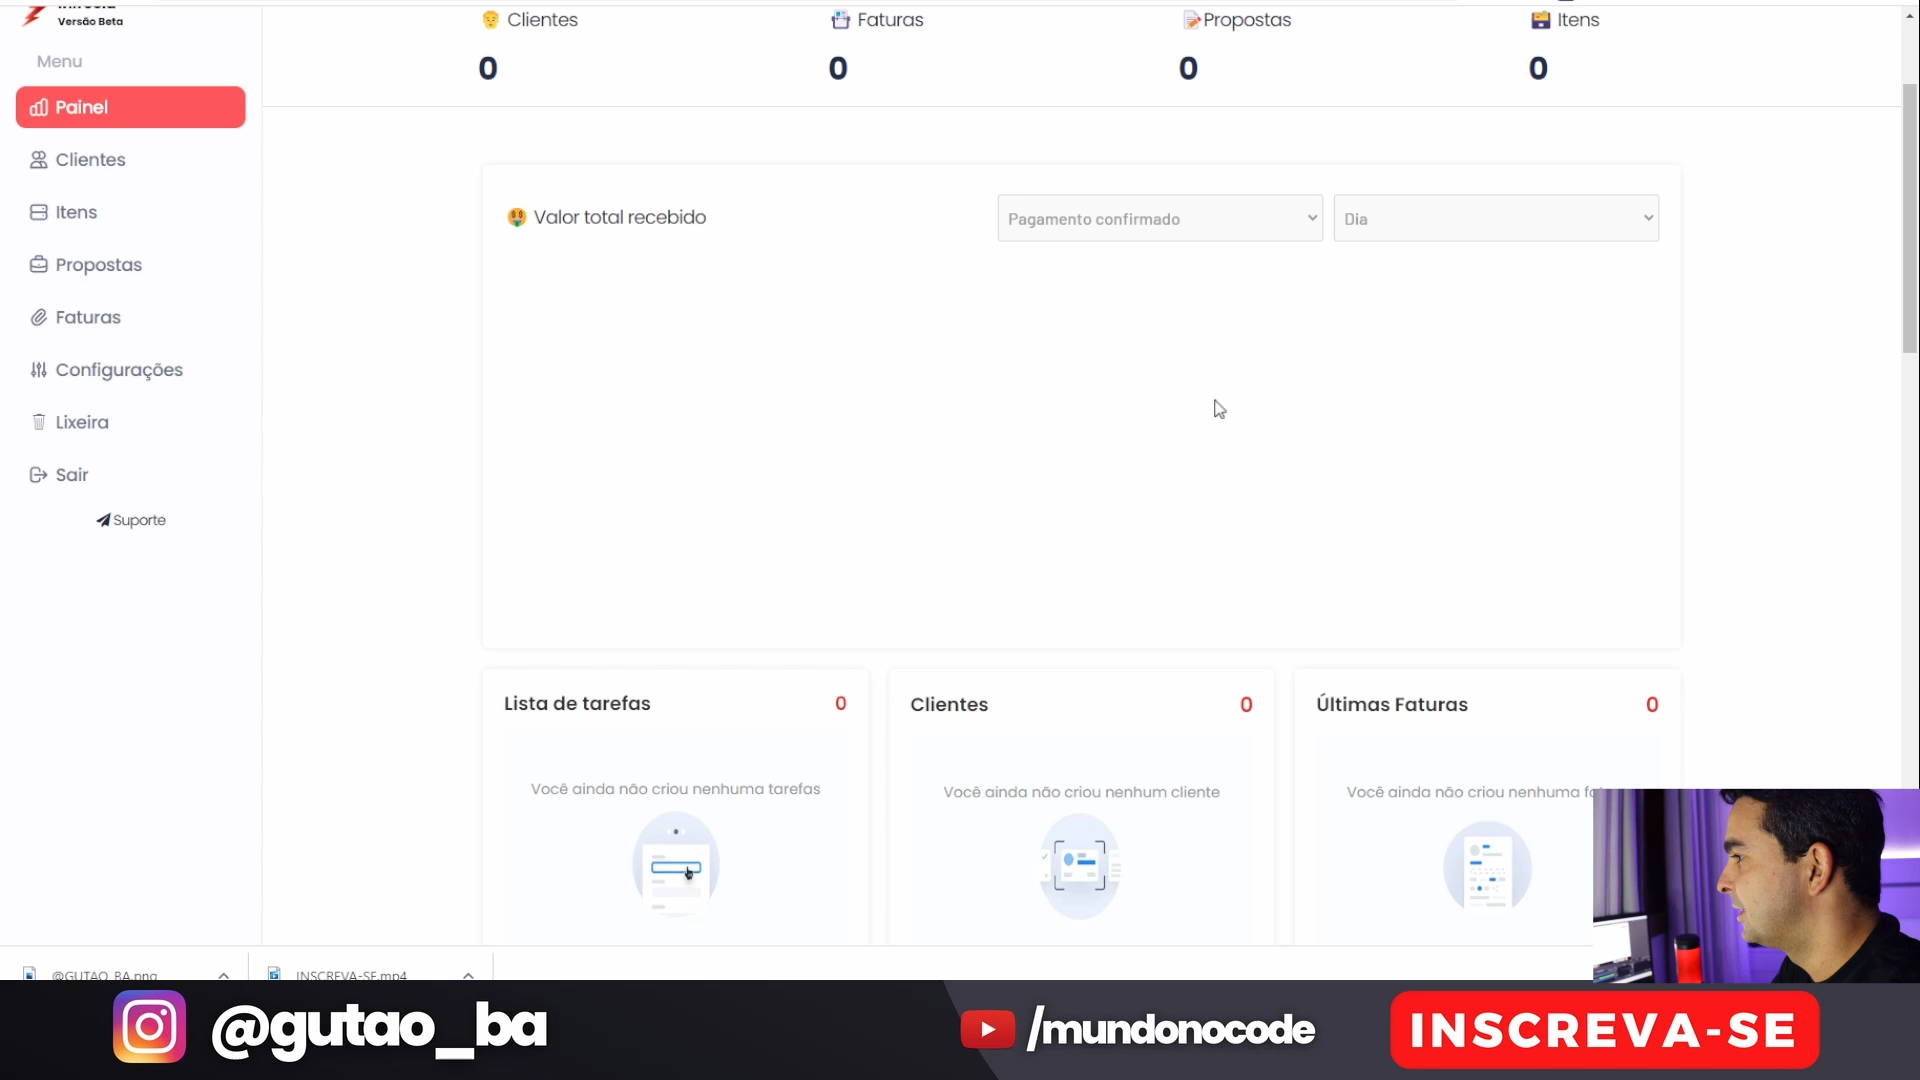 Versão Beta
Menu
Painel
Clientes
Itens
Propostas
Faturas
Configurações
Lixeira
Sair
Suporte
Clientes
0
Faturas
0
Propostas
0
Itens
0
Valor total recebido
Pagamento confirmado
Dia
Lista de tarefas 0
Você ainda não criou nenhuma tarefas
Clientes 0
Você ainda não criou nenhum cliente
Últimas Faturas 0
Você ainda não criou nenhuma
@GUTAO_BA.png
INSCREVA-SE.mp4
@gutao_ba
/mundonocode
INSCREVA-SE